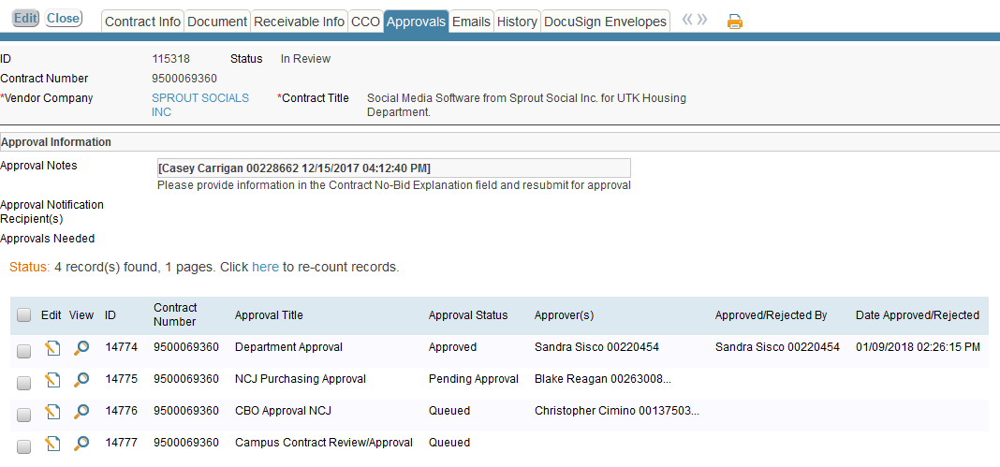 Edit Close Contract Info Document Receivable Info CCO Approvals Emails History DocuSign Envelopes
ID 115318 Status In Review
Contract Number 9500069360
*Vendor Company SPROUT SOCIALS *Contract Title Social Media Software from Sprout Social Inc. for UTK Housing
INC Department.
Approval Information
Approval Notes [Casey Carrigan 00228662 12/15/2017 04:12:40 PM]
Please provide information in the Contract No-Bid Explanation field and resubmit for approval
Approval Notification
Recipient(s)
Approvals Needed
Status: 4 record(s) found, 1 pages. Click here to re-count records.
Edit View ID Contract Number Approval Title Approval Status Approver(s) Approved/Rejected By Date Approved/Rejected
14774 9500069360 Department Approval Approved Sandra Sisco 00220454 Sandra Sisco 00220454 01/09/2018 02:26:15 PM
14775 9500069360 NCJ Purchasing Approval Pending Approval Blake Reagan 00263008...
14776 9500069360 CBO Approval NCJ Queued Christopher Cimino 00137503...
14777 9500069360 Campus Contract Review/Approval Queued